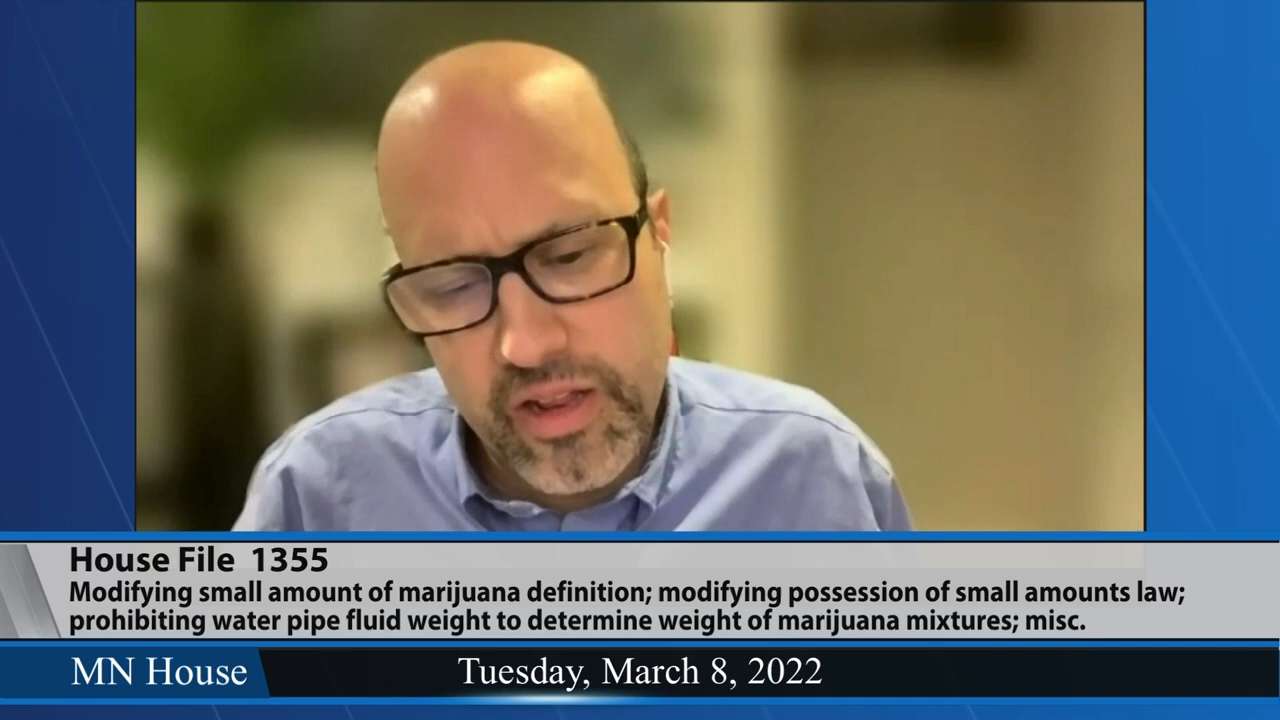 House File 1355
Modifying small amount of marijuana definition; modifying possession of small amounts law;
prohibiting water pipe fluid weight to determine weight of marijuana mixtures; misc.
MN House
Tuesday, March 8, 2022